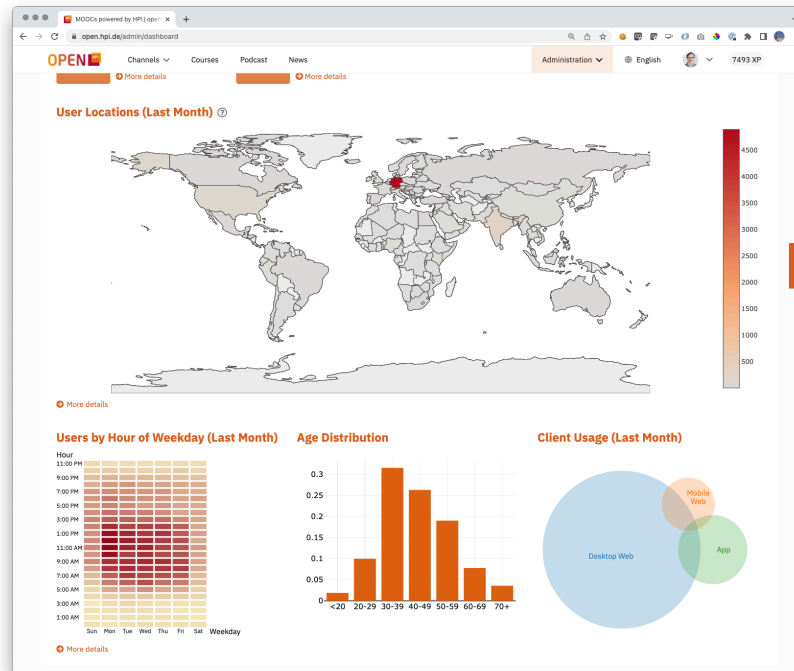 MOOCs powered by HPI | open
open.hpi.de/admin/dashboard
OPEN
Channels
Courses
Podcast
News
Administration
English
7493 XP
More details
More details
User Locations (Last Month)
4500
4000
3500
3000
2500
2000
1500
1000
500
More details
Users by Hour of Weekday (Last Month)
Hour
11:00 PM
9:00 PM
7:00 PM
5:00 PM
3:00 PM
1:00 PM
11:00 AM
9:00 AM
7:00 AM
5:00 AM
3:00 AM
1:00 AM
Sun Mon Tue Wed Thu Fri Sat Weekday
More details
Age Distribution
0.3
0.25
0.2
0.15
0.1
0.05
0
<20 20-29 30-39 40-49 50-59 60-69 70+
Client Usage (Last Month)
Mobile
Web
Desktop Web
App